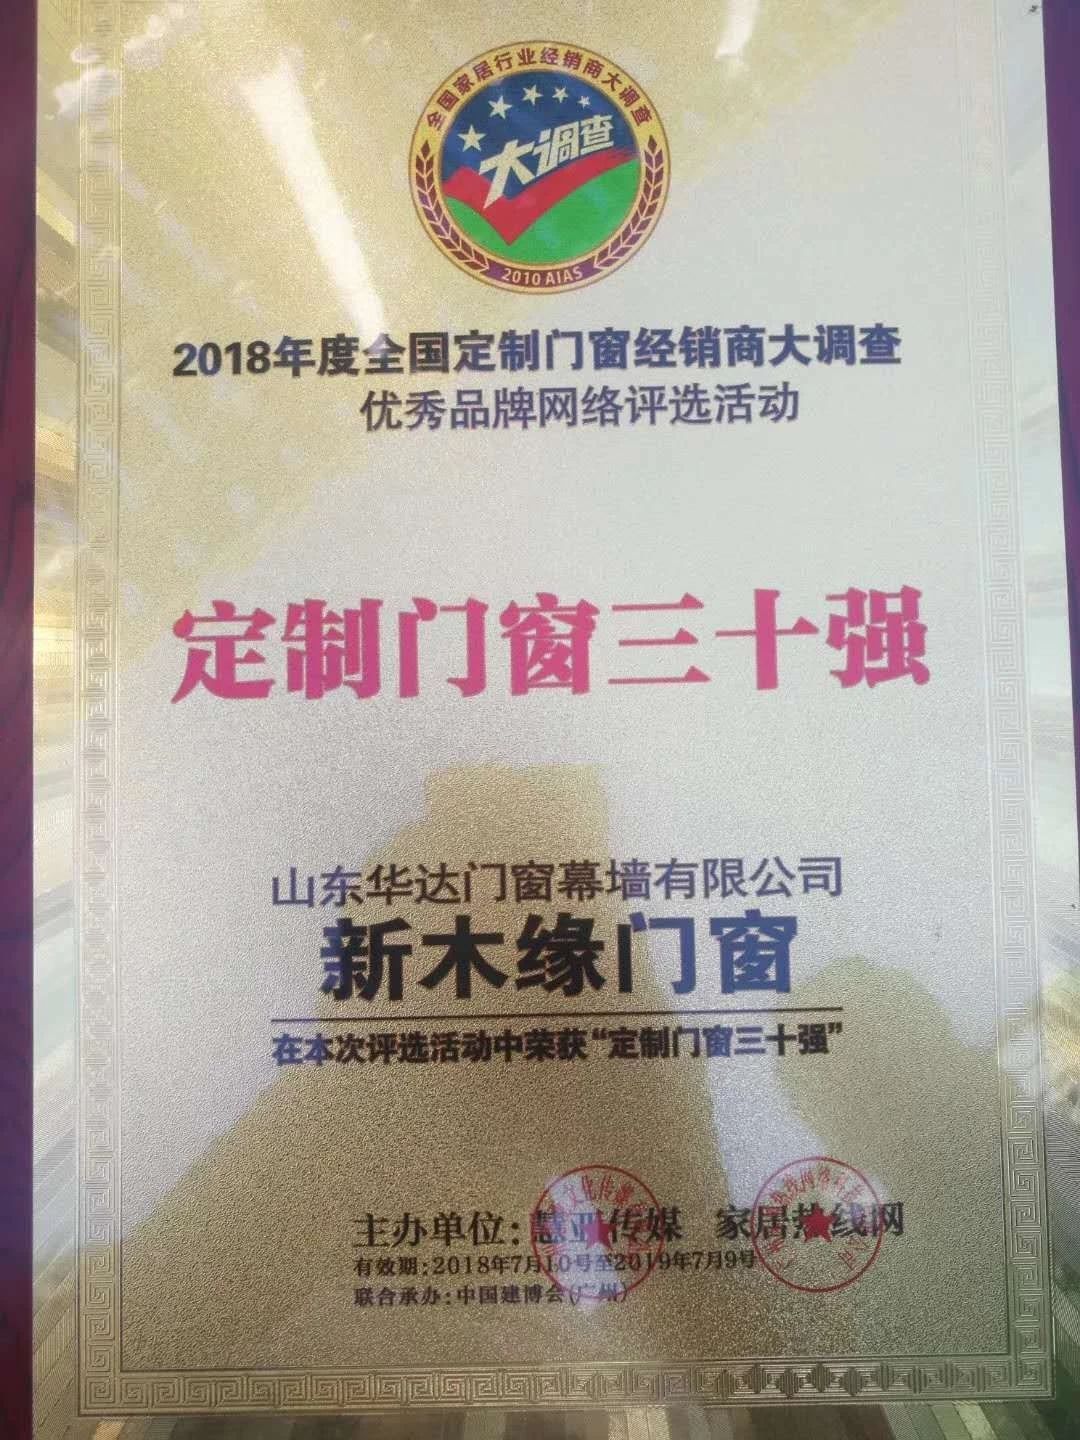 全国家居行业经销商大调查
大调查
2010 AIAS
2018年度全国定制门窗经销商大调查
优秀品牌网络评选活动
定制门窗三十强
山东华达门窗幕墙有限公司
新木缘门窗
在本次评选活动中荣获“定制门窗三十强”
主办单位：慧亚传媒 家居热线网
有效期：2018年7月10号至2019年7月9号
联合承办：中国建博会(广州)